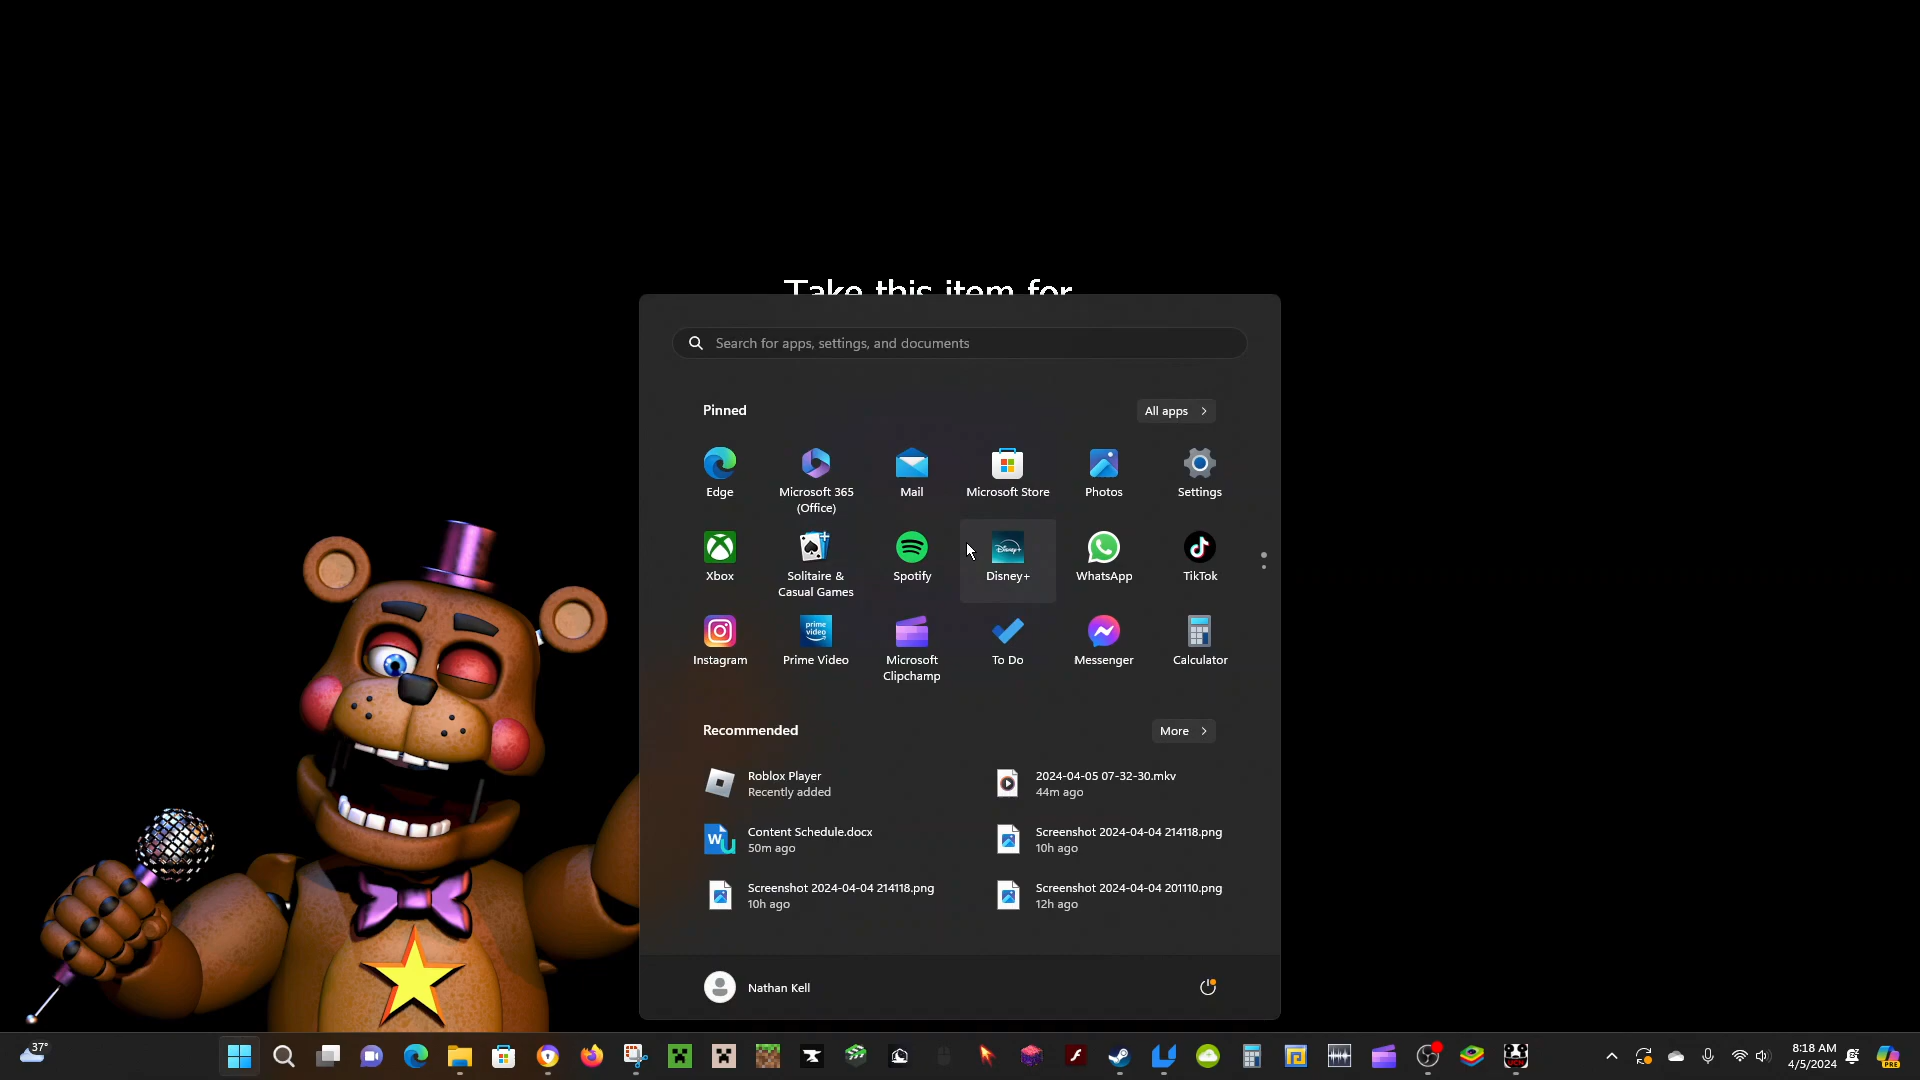 Take this item for
Search for apps, settings, and documents
Pinned
All apps
Edge
Microsoft 365
(Office)
Mail
Microsoft Store
Photos
Settings
Xbox
Solitaire &
Casual Games
Spotify
Disney+
Disney+
WhatsApp
TikTok
Instagram
prime
video
Prime Video
Microsoft
Clipchamp
To Do
Messenger
Calculator
Recommended
More
Roblox Player
Recently added
2024-04-05 07-32-30.mkv
44m ago
Content Schedule.docx
50m ago
Screenshot 2024-04-04 214118.png
10h ago
Screenshot 2024-04-04 214118.png
10h ago
Screenshot 2024-04-04 201110.png
12h ago
Nathan Kell
37°
8:18 AM
4/5/2024
PRE